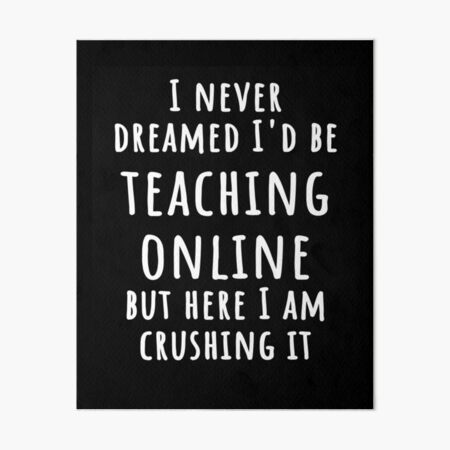 I NEVER
DREAMED I'D BE
TEACHING
ONLINE
BUT HERE I AM
CRUSHING IT